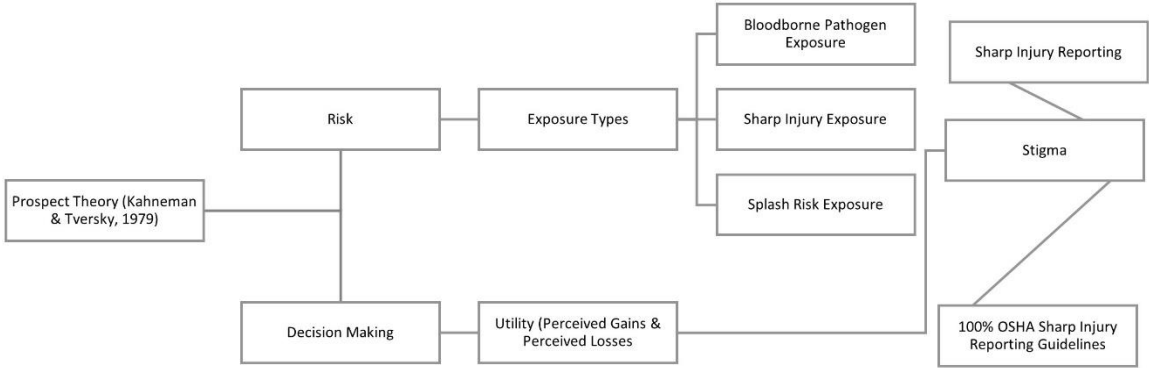 Prospect Theory (Kahneman
& Tversky, 1979)
Risk
Decision Making
Exposure Types
Utility (Perceived Gains &
Perceived Losses
Bloodborne Pathogen
Exposure
Sharp Injury Exposure
Splash Risk Exposure
Sharp Injury Reporting
Stigma
100% OSHA Sharp Injury
Reporting Guidelines